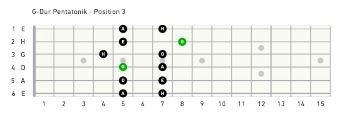 G-Dur Pentatonik - Position 3
1 E A H
2 H E G
3 G H D
4 D G A
5 A D E
6 E A H
1 2 3 4 5 6 7 8 9 10 11 12 13 14 15